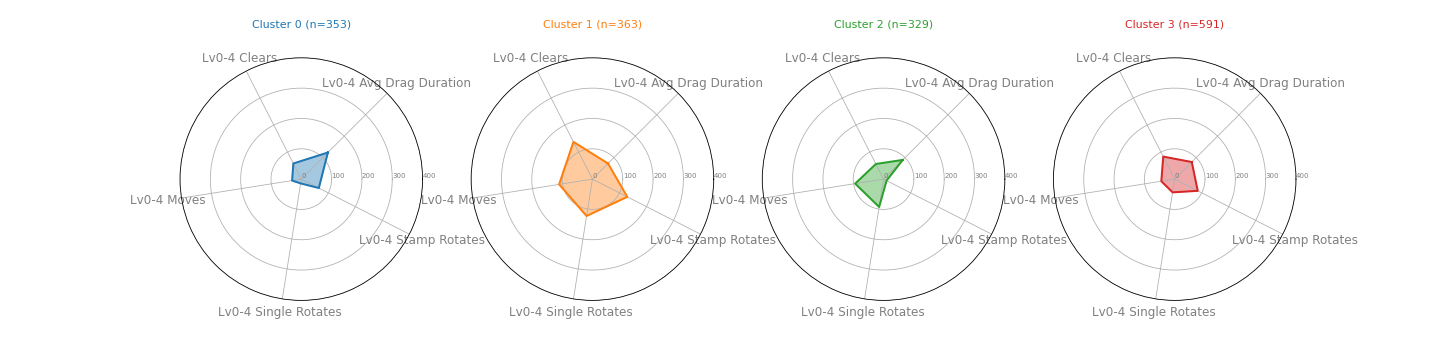 Cluster 0 (n=353)
Lv0-4 Clears
Lv0-4 Avg Drag Duration
0 100 200 300 400
Lv0-4 Moves
Lv0-4 Stamp Rotates
Lv0-4 Single Rotates
Cluster 1 (n=363)
Lv0-4 Clears
Lv0-4 Avg Drag Duration
0 100 200 300 400
Lv0-4 Moves
Lv0-4 Stamp Rotates
Lv0-4 Single Rotates
Cluster 2 (n=329)
Lv0-4 Clears
Lv0-4 Avg Drag Duration
0 100 200 300 400
Lv0-4 Moves
Lv0-4 Stamp Rotates
Lv0-4 Single Rotates
Cluster 3 (n=591)
Lv0-4 Clears
Lv0-4 Avg Drag Duration
0 100 200 300 400
Lv0-4 Moves
Lv0-4 Stamp Rotates
Lv0-4 Single Rotates